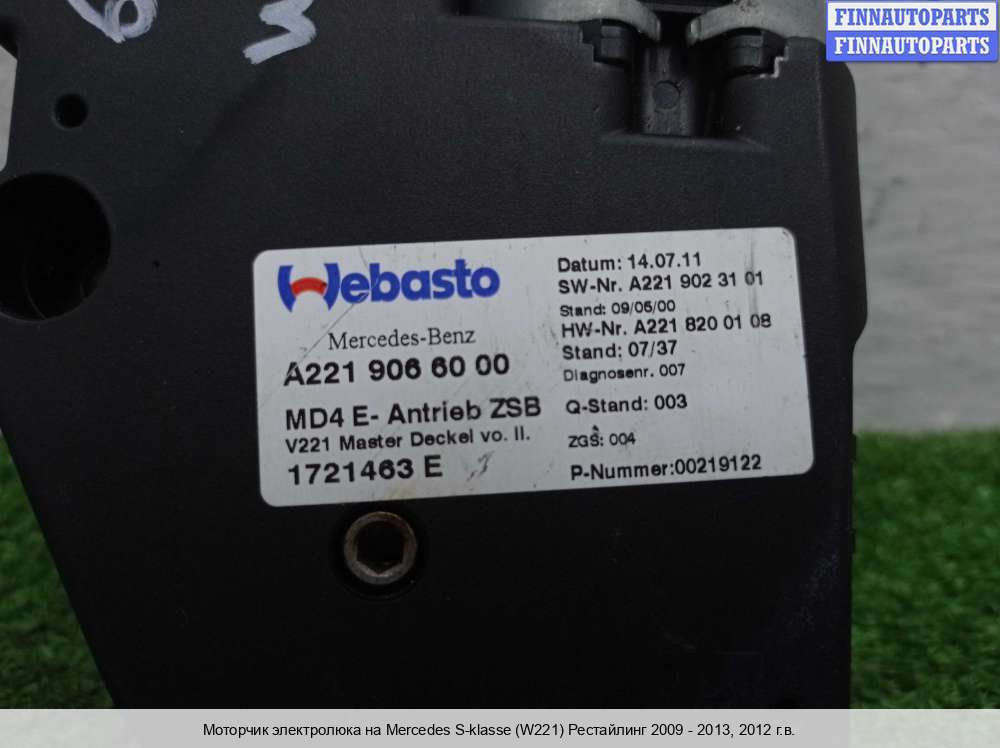 FINNAUTOPARTS
FINNAUTOPARTS
Webasto
Mercedes-Benz
A221 906 60 00
MD4 E- Antrieb ZSB
V221 Master Deckel vo. II.
1721463 E
Datum: 14.07.11
SW-Nr. A221 902 31 01
Stand: 09/06/00
HW-Nr. A221 820 01 08
Stand: 07/37
Diagnosenr. 007
Q-Stand: 003
ZGS: 004
P-Nummer:00219122
Моторчик электролюка на Mercedes S-klasse (W221) Рестайлинг 2009 - 2013, 2012 г.в.